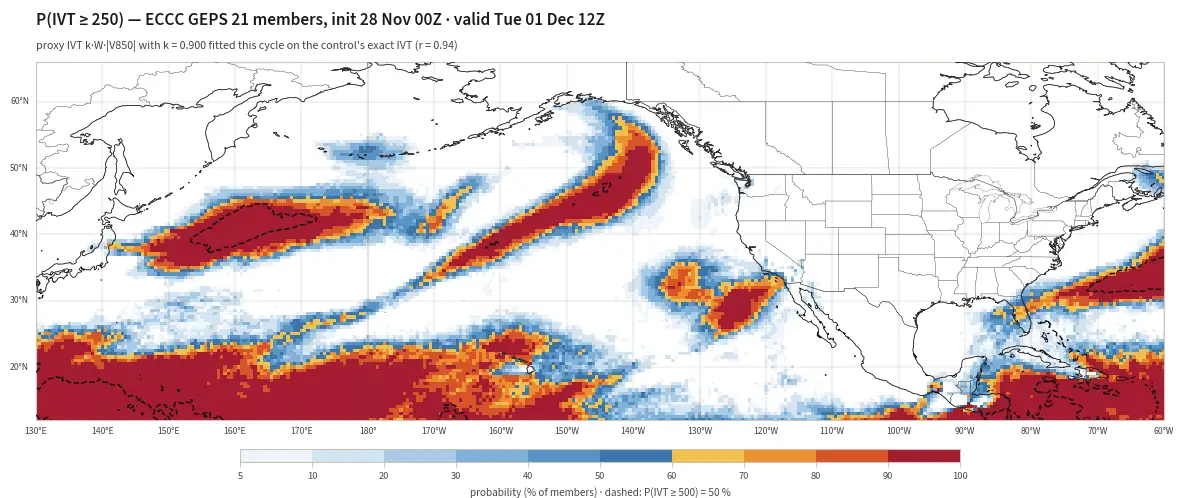 P(IVT ≥ 250) — ECCC GEPS 21 members, init 28 Nov 00Z · valid Tue 01 Dec 12Z
proxy IVT k·W·|V850| with k = 0.900 fitted this cycle on the control's exact IVT (r = 0.94)
60°N
50°N
40°N
30°N
20°N
130°E 140°E 150°E 160°E 170°E 180° 170°W 160°W 150°W 140°W 130°W 120°W 110°W 100°W 90°W 80°W 70°W 60°W
5 10 20 30 40 50 60 70 80 90 100
probability (% of members) · dashed: P(IVT ≥ 500) = 50 %